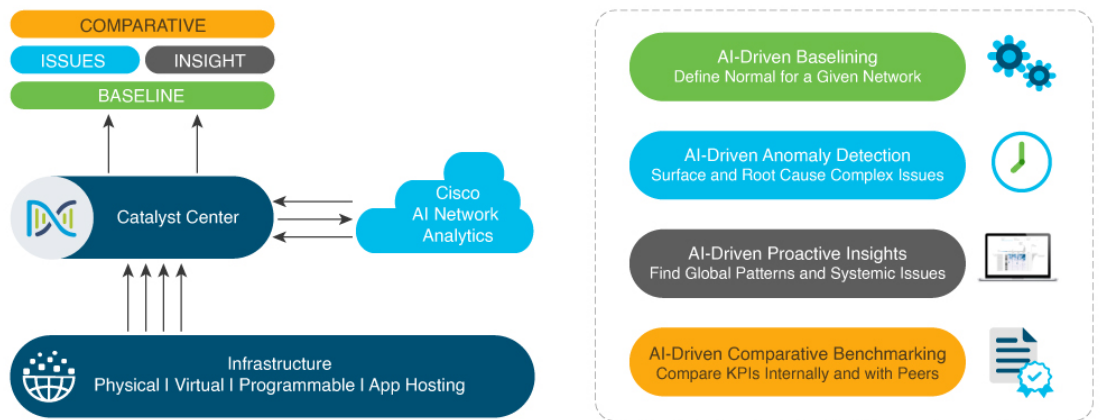 COMPARATIVE
ISSUES
INSIGHT
BASELINE
Catalyst Center
Cisco
AI Network
Analytics
Infrastructure
Physical | Virtual | Programmable | App Hosting
AI-Driven Baselining
Define Normal for a Given Network
AI-Driven Anomaly Detection
Surface and Root Cause Complex Issues
AI-Driven Proactive Insights
Find Global Patterns and Systemic Issues
AI-Driven Comparative Benchmarking
Compare KPIs Internally and with Peers